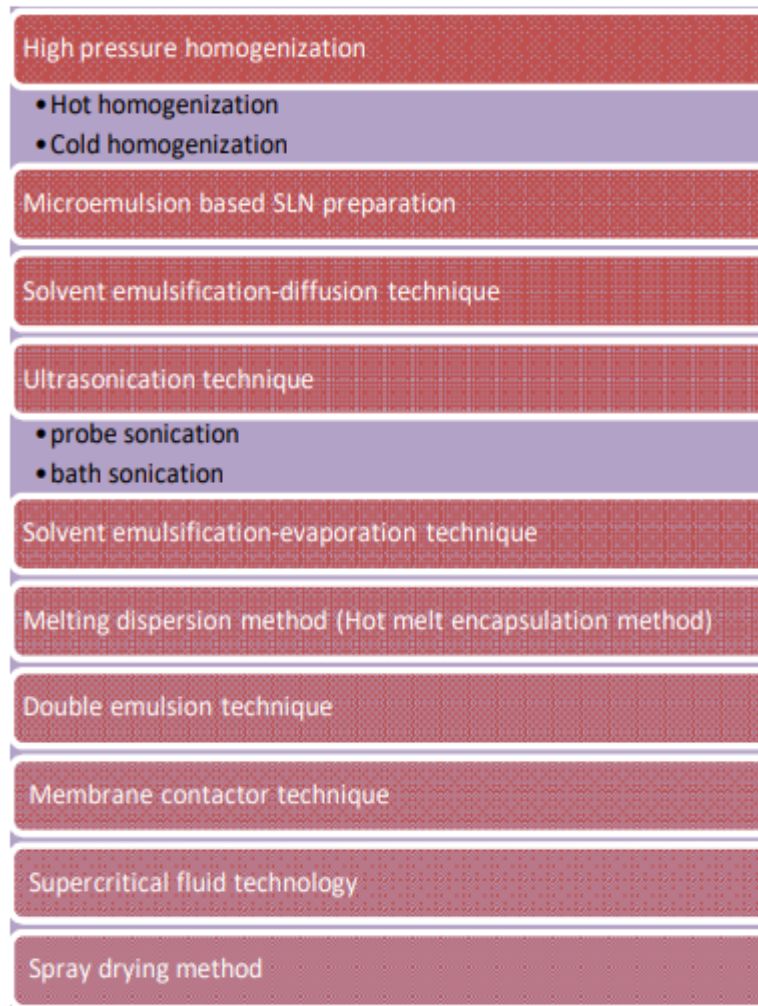 High pressure homogenization
•Hot homogenization
•Cold homogenization
Microemulsion based SLN preparation
Solvent emulsification-diffusion technique
Ultrasonication technique
•probe sonication
•bath sonication
Solvent emulsification-evaporation technique
Melting dispersion method (Hot melt encapsulation method)
Double emulsion technique
Membrane contactor technique
Supercritical fluid technology
Spray drying method